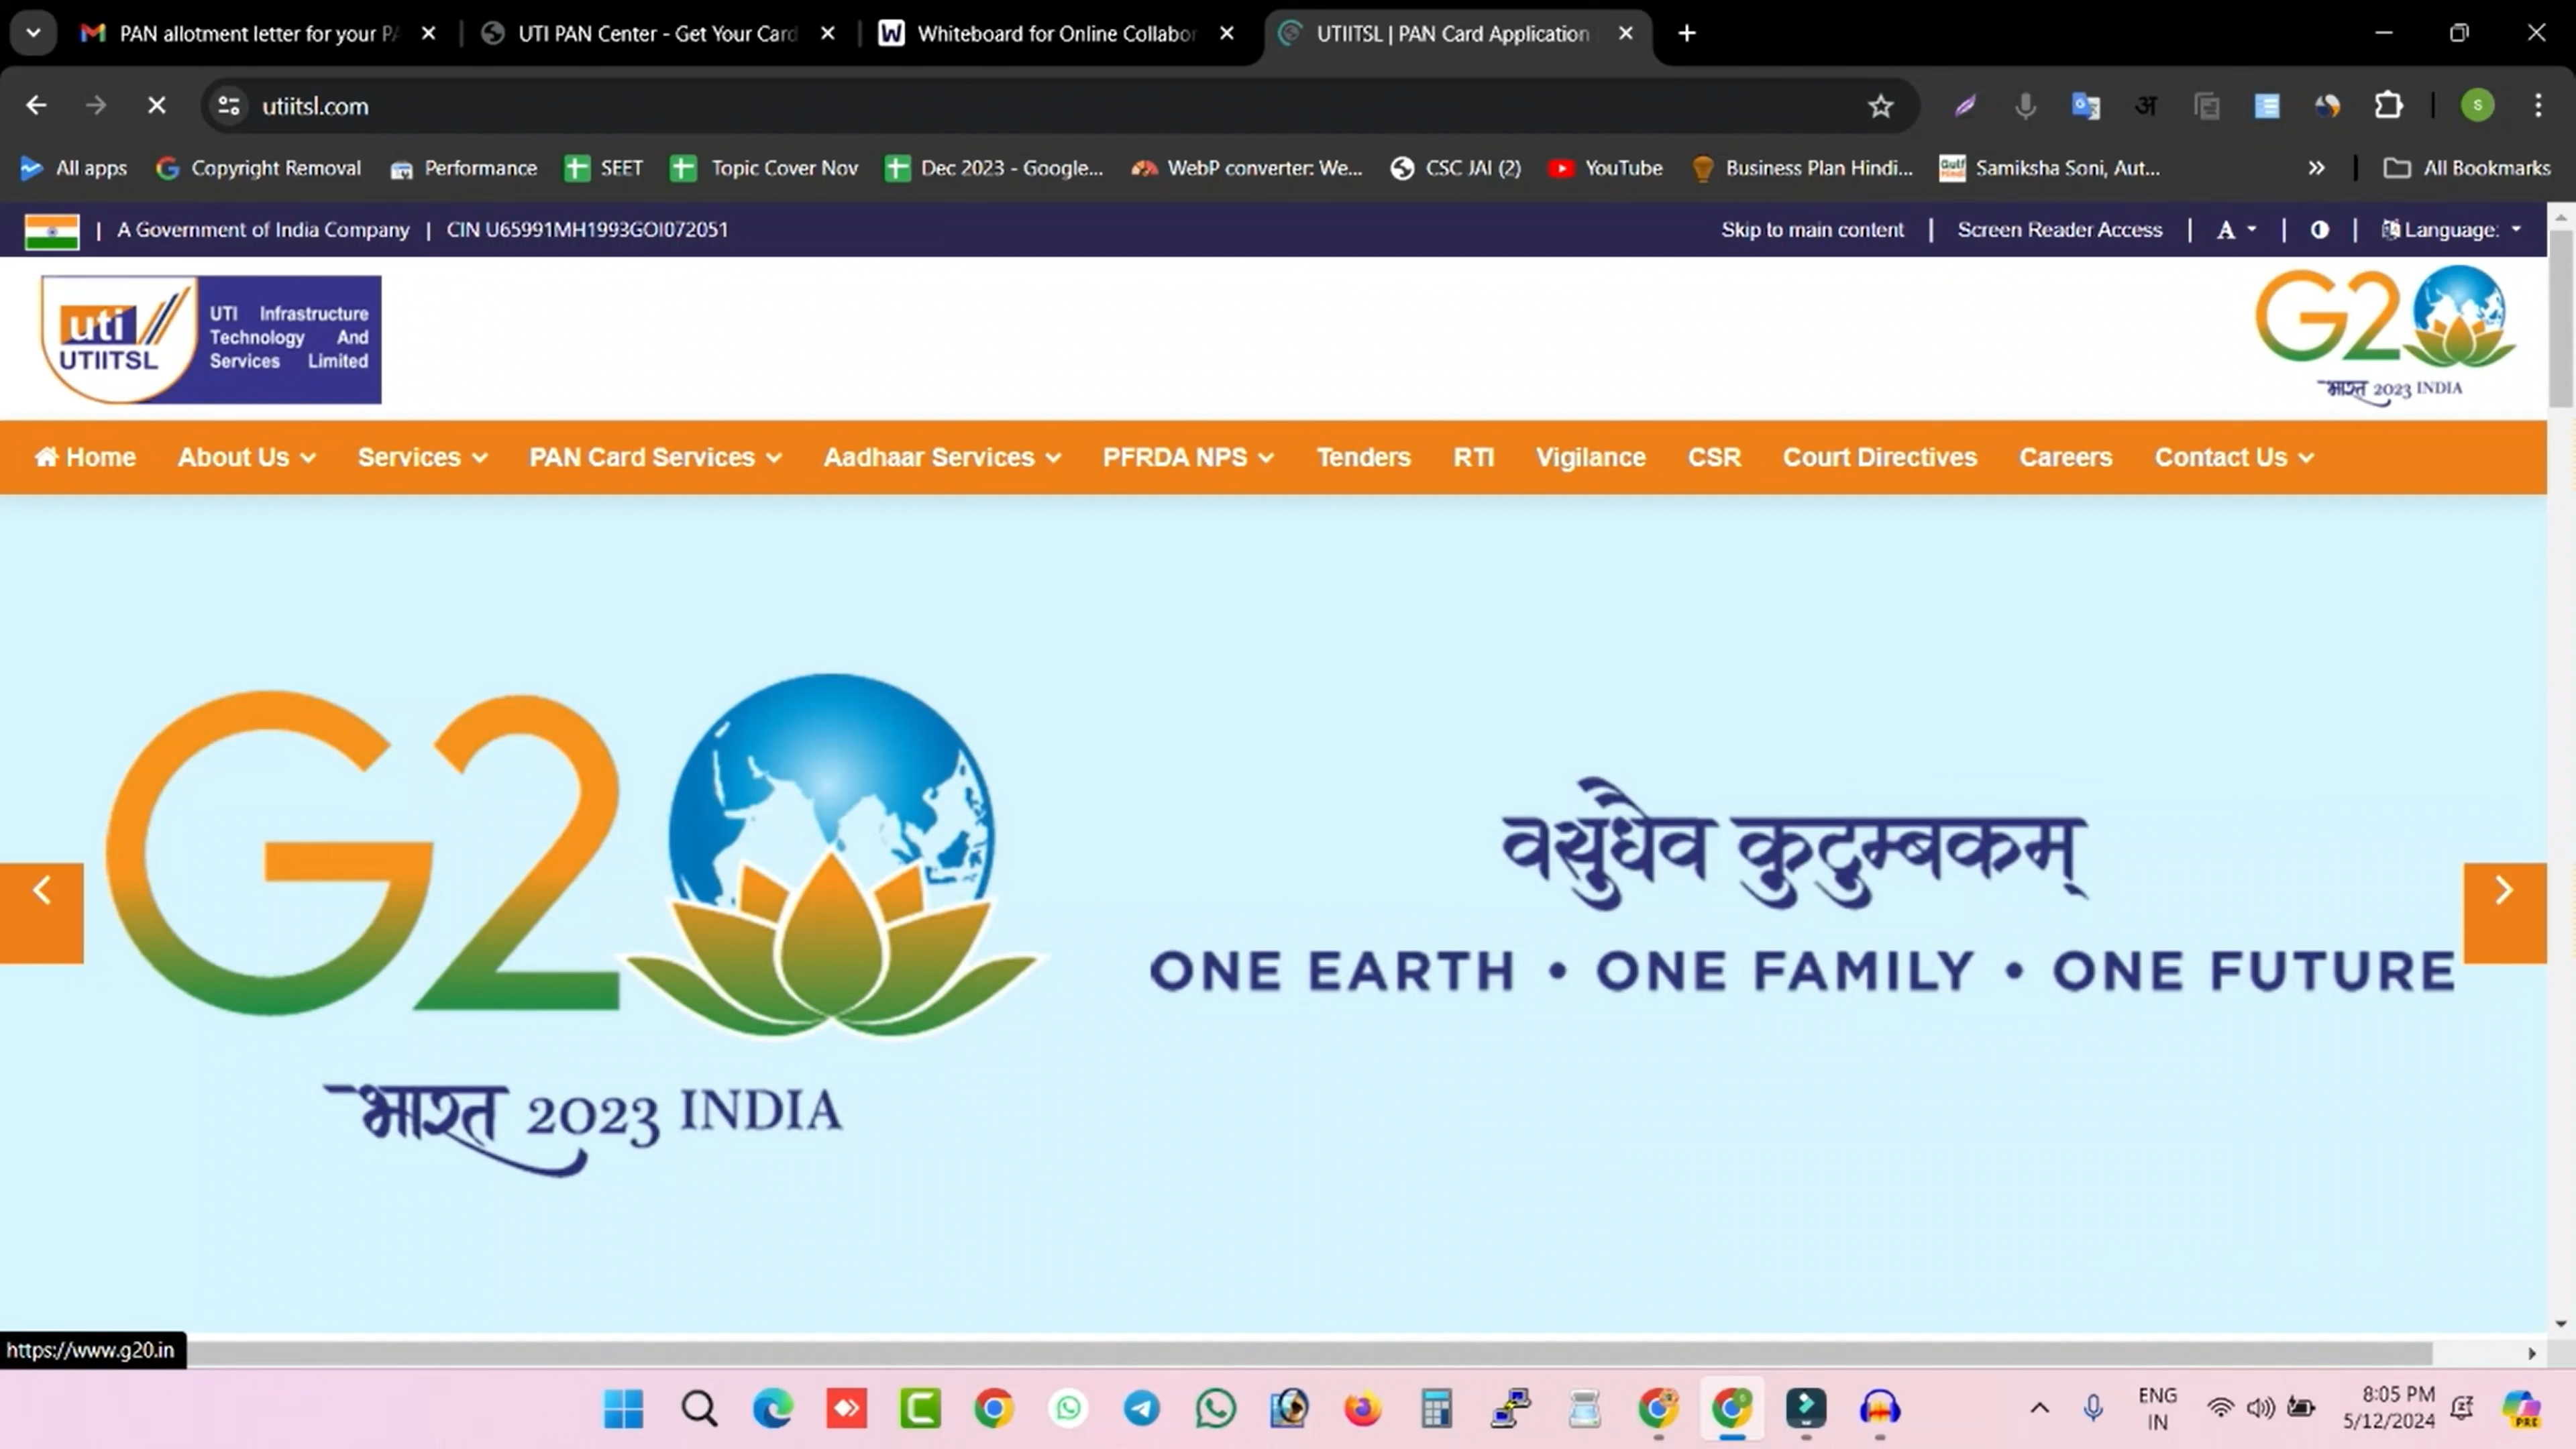 PAN allotment letter for your PA
UTI PAN Center - Get Your Card
Whiteboard for Online Collabor
UTIITSL | PAN Card Application
utiitsl.com
S
All apps
Copyright Removal
Performance
SEET
Topic Cover Nov
Dec 2023 - Google...
WebP converter: We...
CSC JAI (2)
YouTube
Business Plan Hindi...
Samiksha Soni, Aut...
All Bookmarks
| A Government of India Company | CIN U65991MH1993GOI072051
Skip to main content | Screen Reader Access | A | | Language:
uti
UTIITSL
UTI Infrastructure
Technology And
Services Limited
G20
भारत 2023 INDIA
Home About Us Services PAN Card Services Aadhaar Services PFRDA NPS Tenders RTI Vigilance CSR Court Directives Careers Contact Us
G20
भारत 2023 INDIA
वसुधैव कुटुम्बकम्
ONE EARTH • ONE FAMILY • ONE FUTURE
https://www.g20.in
ENG
IN
8:05 PM
5/12/2024
PRE